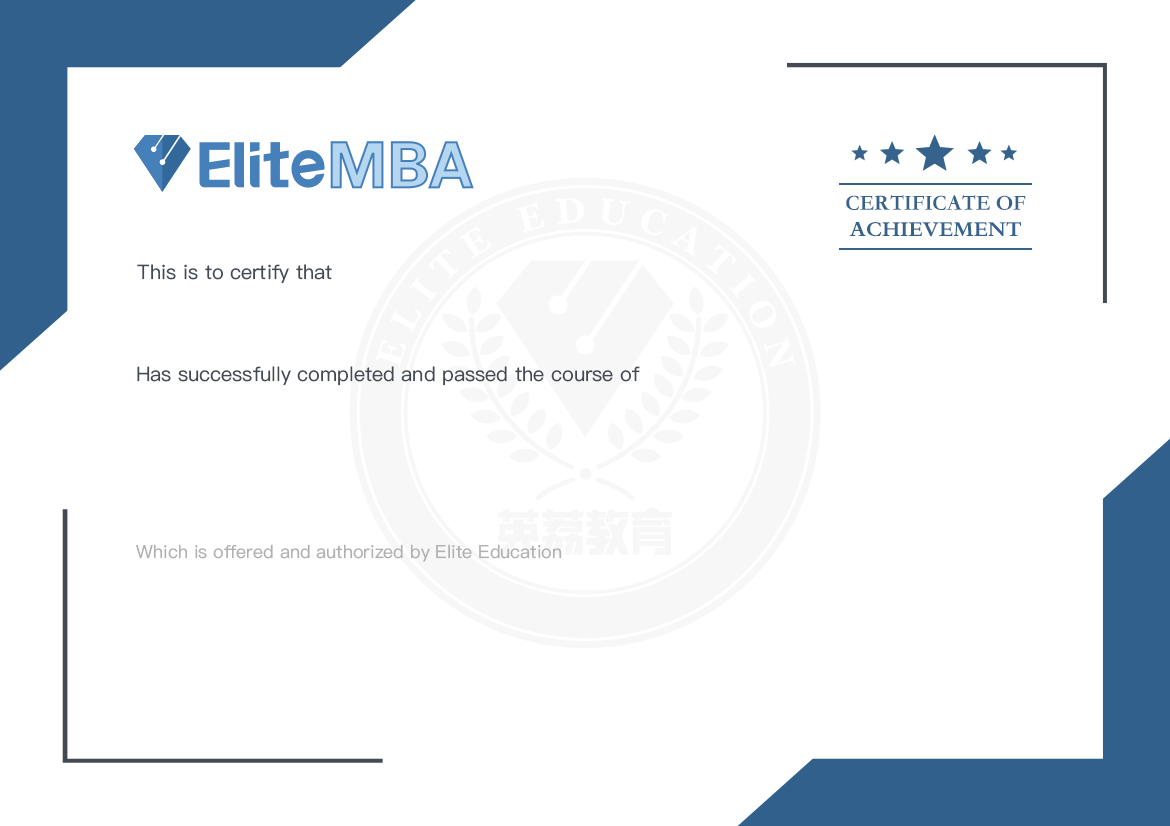 EliteMBA
CERTIFICATE OF
ACHIEVEMENT
ELITE EDUCATION
This is to certify that
Has successfully completed and passed the course of
英荔教育
Which is offered and authorized by Elite Education